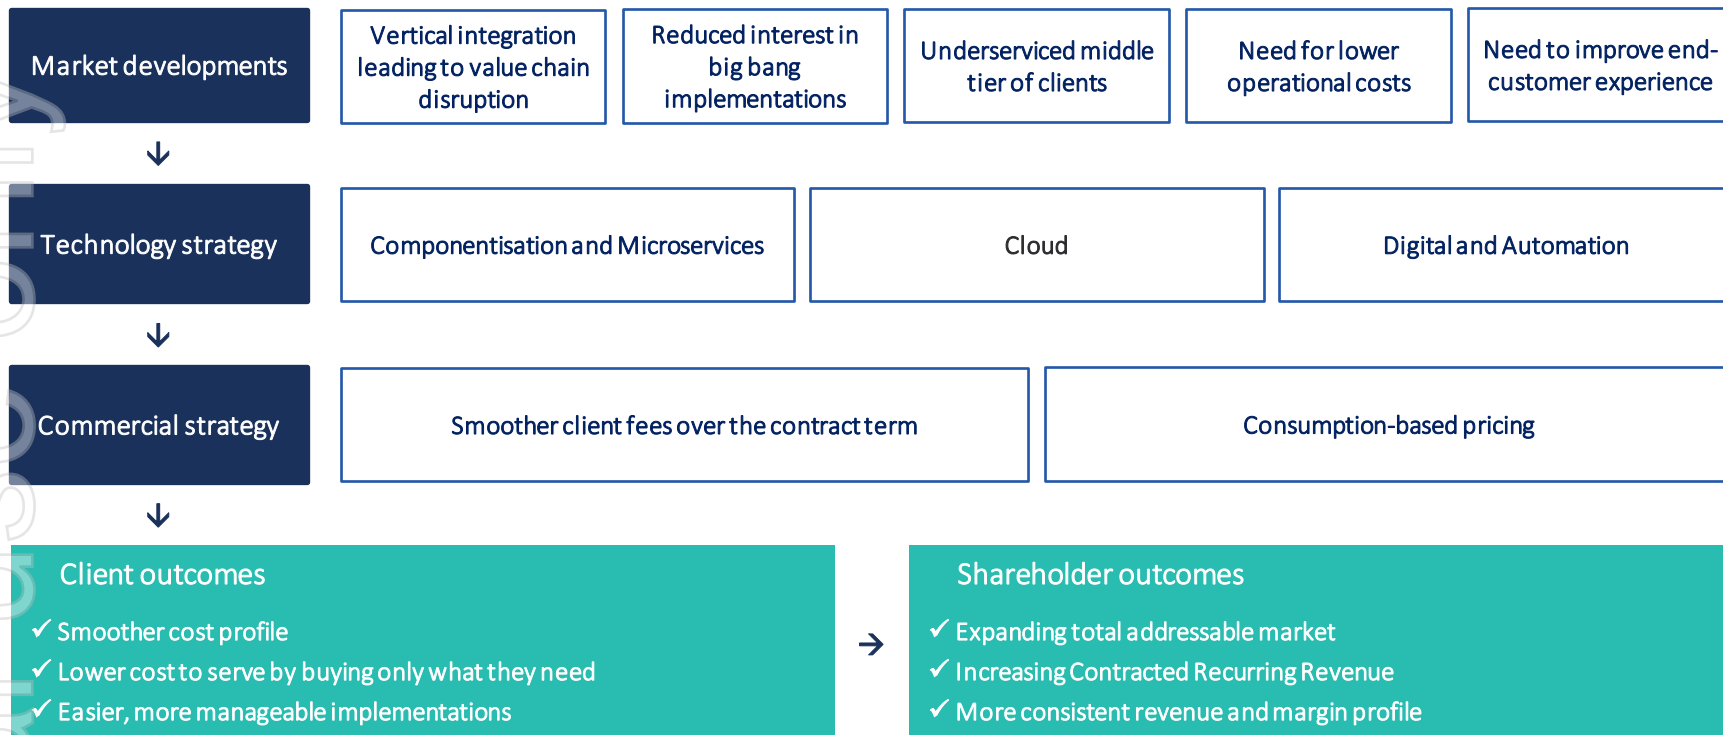 Market developments
Vertical integration
leading to value chain
disruption
Reduced interest in
big bang
implementations
Underserviced middle
tier of clients
Need for lower
operational costs
Need to improve end-
customer experience
Technology strategy
Componentisation and Microservices
Cloud
Digital and Automation
Commercial strategy
Smoother client fees over the contract term
Consumption-based pricing
Client outcomes
✓ Smoother cost profile
✓ Lower cost to serve by buying only what they need
✓ Easier, more manageable implementations
Shareholder outcomes
✓ Expanding total addressable market
✓ Increasing Contracted Recurring Revenue
✓ More consistent revenue and margin profile